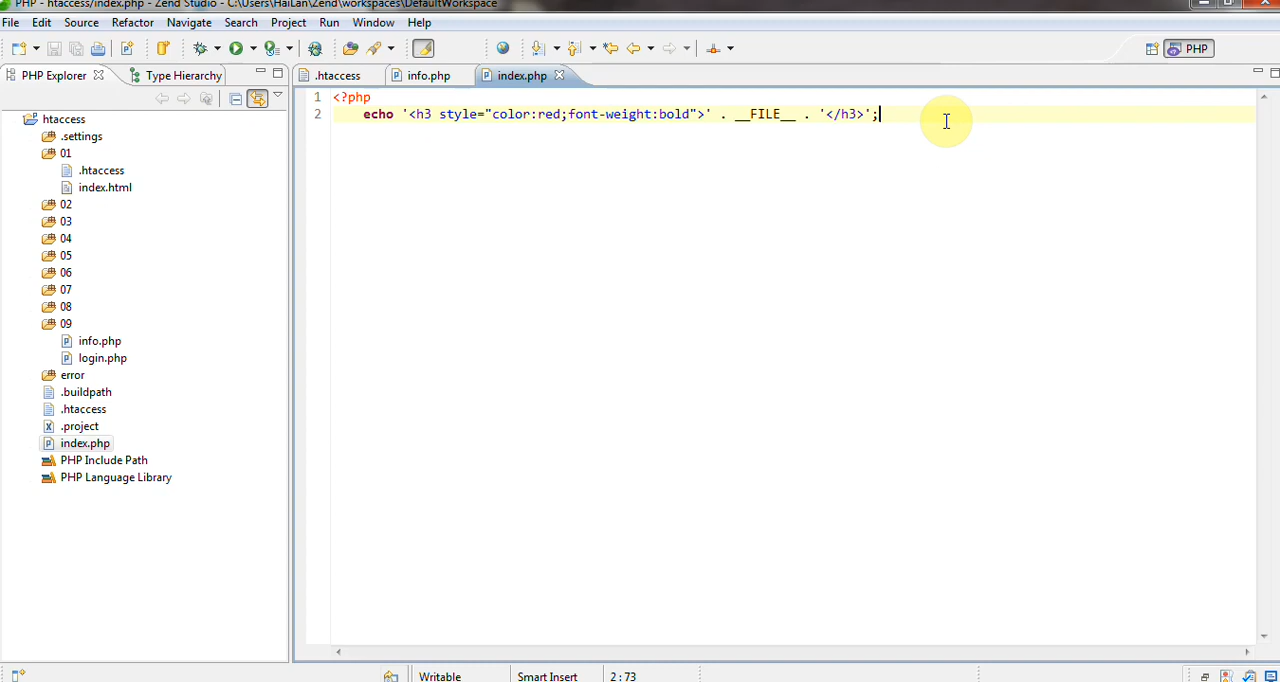 PHP - htaccess/index.php - Zend Studio - C:\Users\HaiLan\Zend\workspaces\DefaultWorkspace
File Edit Source Refactor Navigate Search Project Run Window Help
PHP
PHP Explorer Type Hierarchy .htaccess info.php index.php
1 <?php
2 echo '<h3 style="color:red;font-weight:bold">' . __FILE__ . '</h3>';
htaccess
.settings
01
.htaccess
index.html
02
03
04
05
06
07
08
09
info.php
login.php
error
.buildpath
.htaccess
.project
index.php
PHP Include Path
PHP Language Library
Writable Smart Insert 2:73